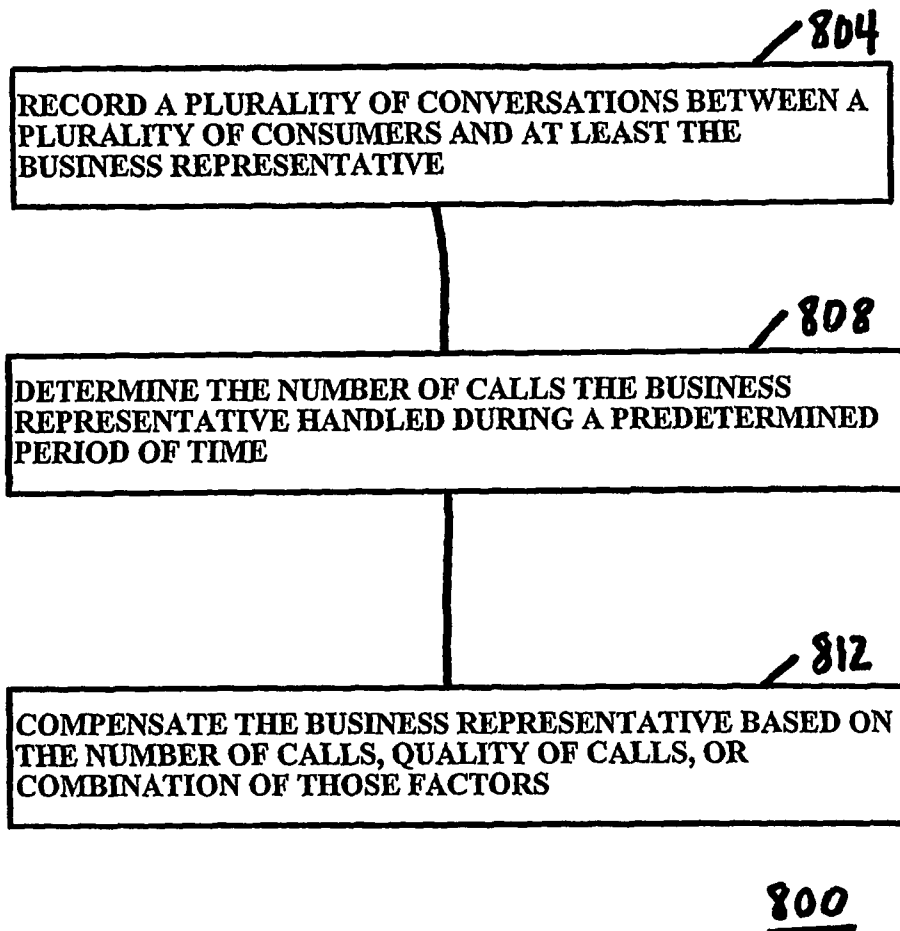 804
RECORD A PLURALITY OF CONVERSATIONS BETWEEN A
PLURALITY OF CONSUMERS AND AT LEAST THE
BUSINESS REPRESENTATIVE
808
DETERMINE THE NUMBER OF CALLS THE BUSINESS
REPRESENTATIVE HANDLED DURING A PREDETERMINED
PERIOD OF TIME
812
COMPENSATE THE BUSINESS REPRESENTATIVE BASED ON
THE NUMBER OF CALLS, QUALITY OF CALLS, OR
COMBINATION OF THOSE FACTORS
800